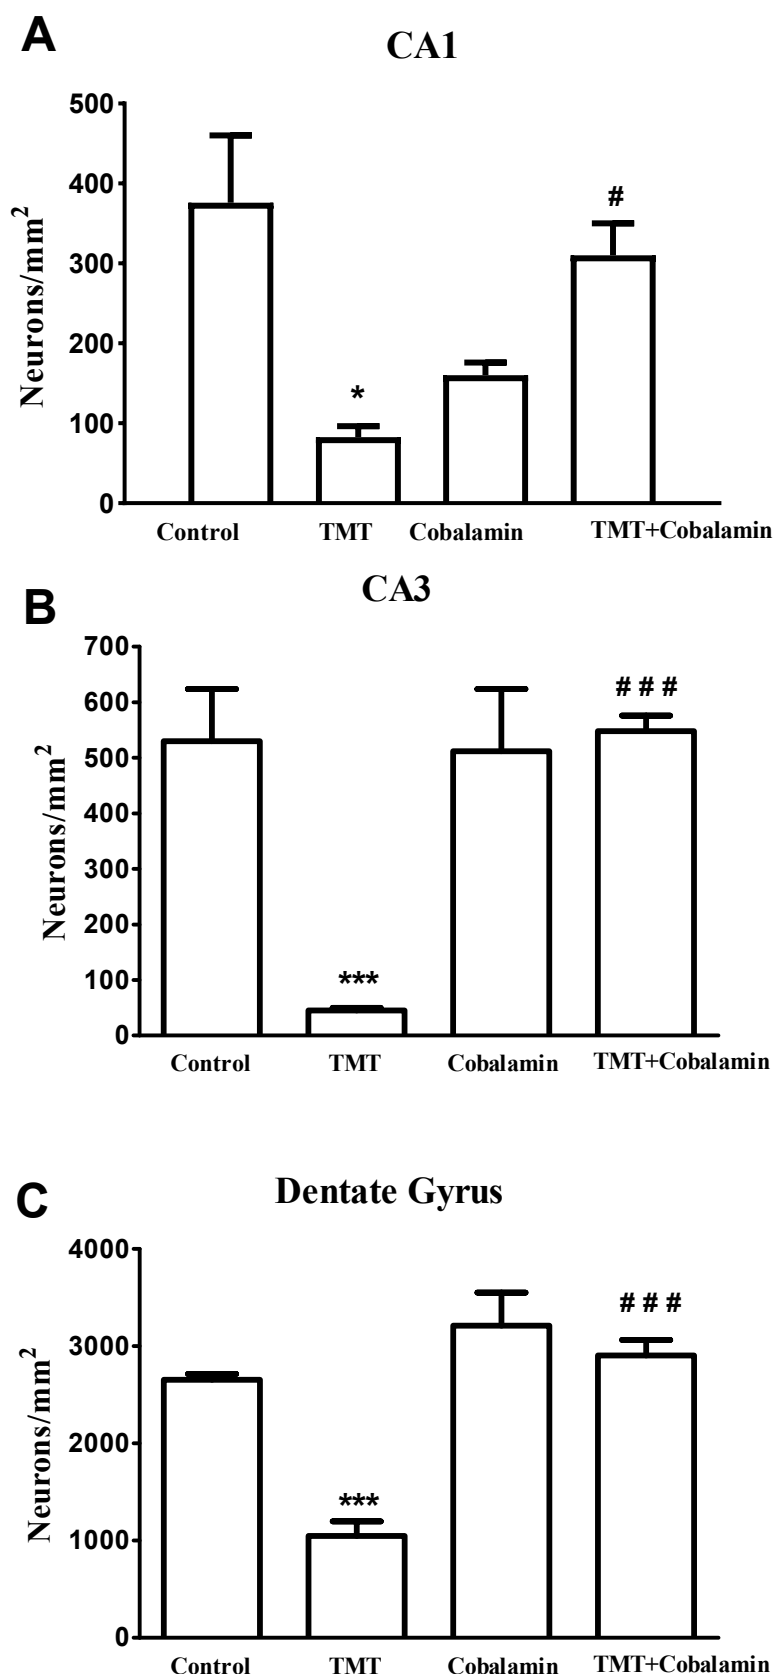 A
CA1
500
400
300
200
100
0
Neurons/mm²
*
#
Control TMT Cobalamin TMT+Cobalamin
B
CA3
700
600
500
400
300
200
100
0
Neurons/mm²
***
# # #
Control TMT Cobalamin TMT+Cobalamin
C
Dentate Gyrus
4000
3000
2000
1000
0
Neurons/mm²
***
# # #
Control TMT Cobalamin TMT+Cobalamin